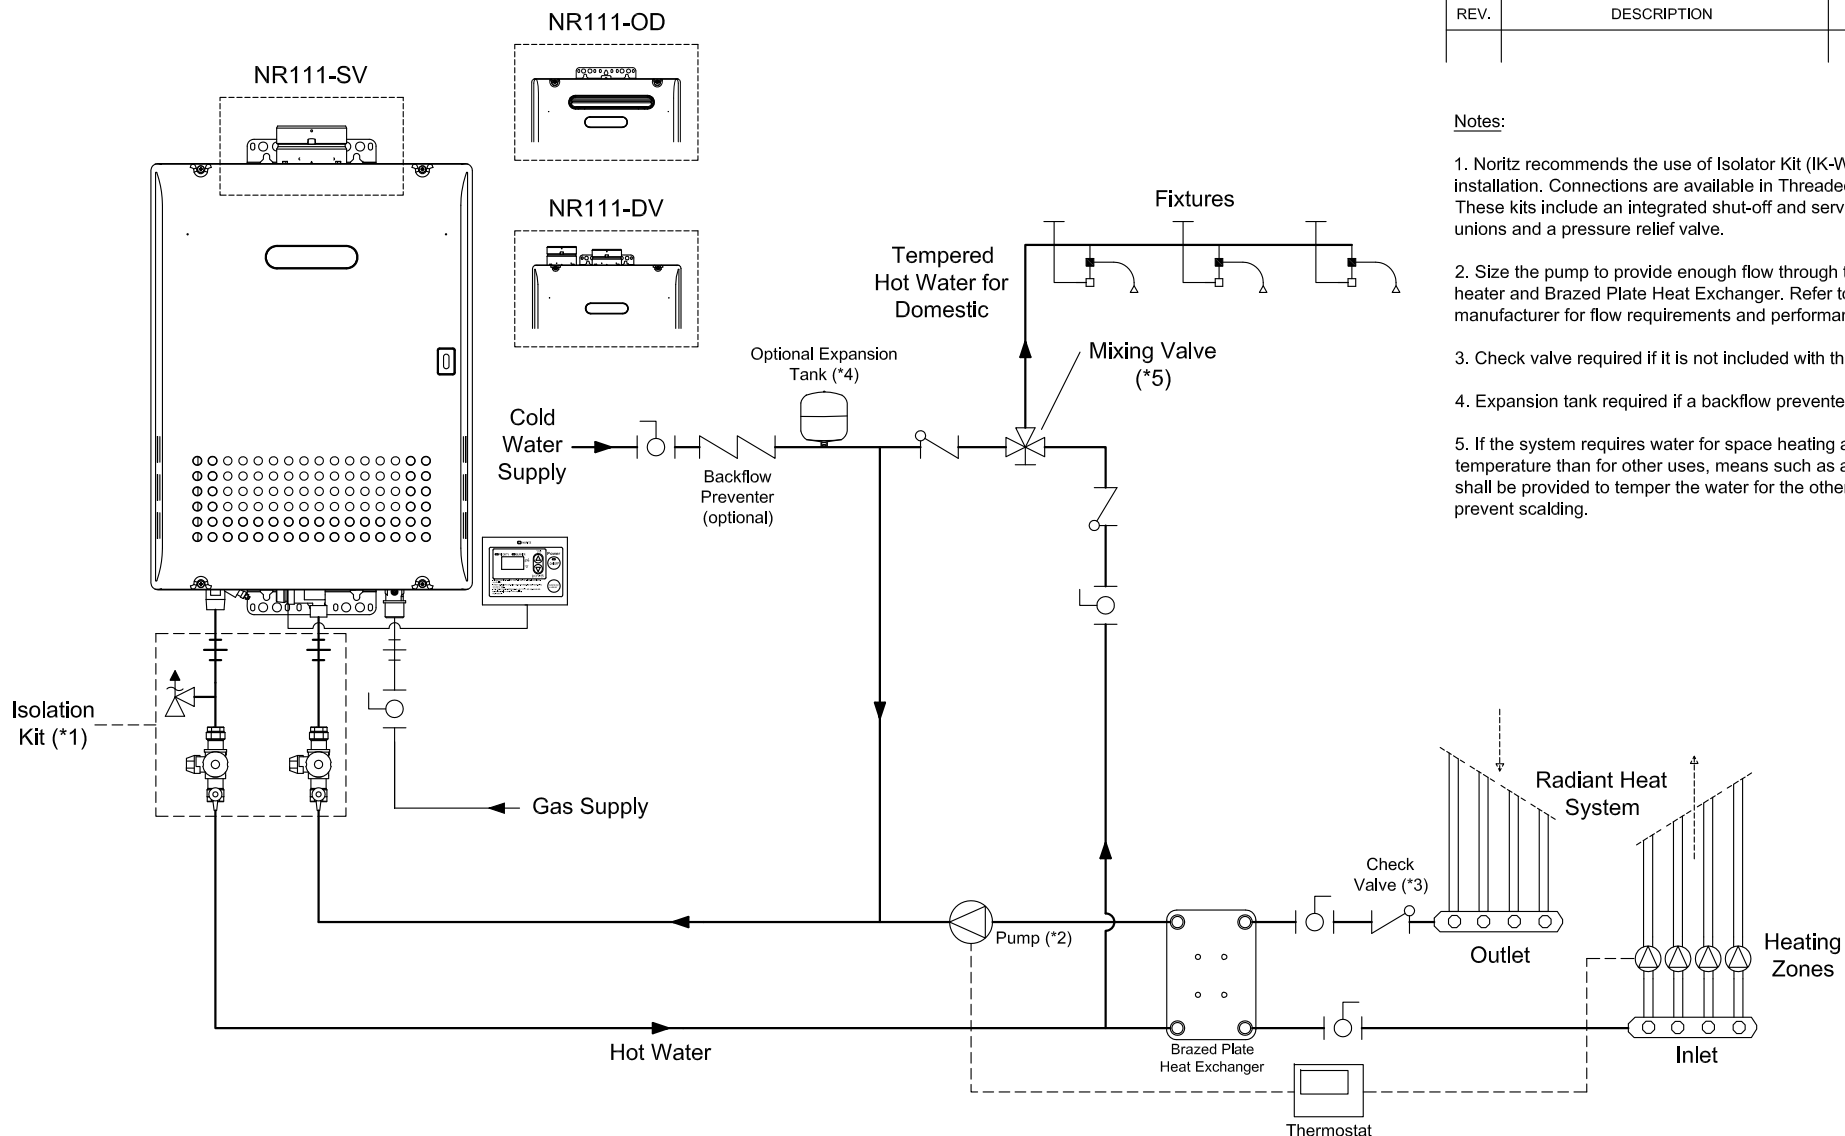 NR111-OD
NR111-SV
NR111-DV
REV.
DESCRIPTION
Notes:
1. Noritz recommends the use of Isolator Kit (IK-W
installation. Connections are available in Threade
These kits include an integrated shut-off and serv
unions and a pressure relief valve.
2. Size the pump to provide enough flow through t
heater and Brazed Plate Heat Exchanger. Refer to
manufacturer for flow requirements and performa
3. Check valve required if it is not included with th
4. Expansion tank required if a backflow prevente
5. If the system requires water for space heating a
temperature than for other uses, means such as a
shall be provided to temper the water for the othe
prevent scalding.
Fixtures
Tempered
Hot Water for
Domestic
Optional Expansion
Tank (*4)
Mixing Valve
(*5)
Cold
Water
Supply
Backflow
Preventer
(optional)
Power
Isolation
Kit (*1)
Gas Supply
Radiant Heat
System
Check
Valve (*3)
Pump (*2)
Outlet
Heating
Zones
Hot Water
Brazed Plate
Heat Exchanger
Inlet
Thermostat